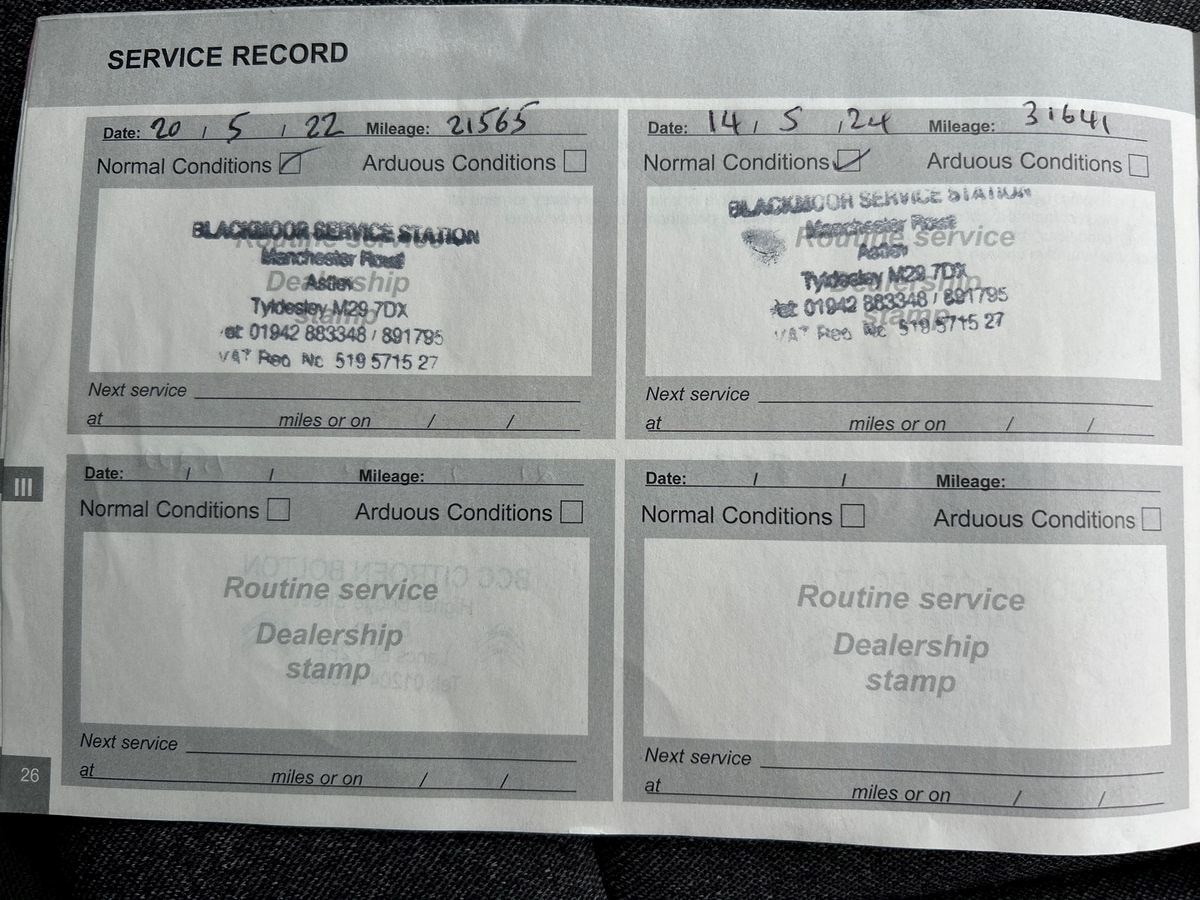 SERVICE RECORD
Date: 20 / 5 / 22 Mileage: 21565
Normal Conditions Arduous Conditions
BLACKMOOR SERVICE STATION
Routine service
Manchester Road
Dealership
Astley
Tyldesley M29 7DX
stamp
Tel: 01942 883348 / 891795
VAT Reg No 519 5715 27
Next service
at miles or on / /
Date: 14 / 5 / 24 Mileage: 31641
Normal Conditions Arduous Conditions
BLACKMOOR SERVICE STATION
Manchester Road
Routine service
Astley
Tyldesley M29 7DX
Dealership
Tel: 01942 883348 / 891795
stamp
VAT Reg No 519 5715 27
Next service
at miles or on / /
III
Date: / / Mileage:
Normal Conditions Arduous Conditions
Routine service
Dealership
stamp
Next service
at miles or on / /
Date: / / Mileage:
Normal Conditions Arduous Conditions
Routine service
Dealership
stamp
Next service
at miles or on / /
26